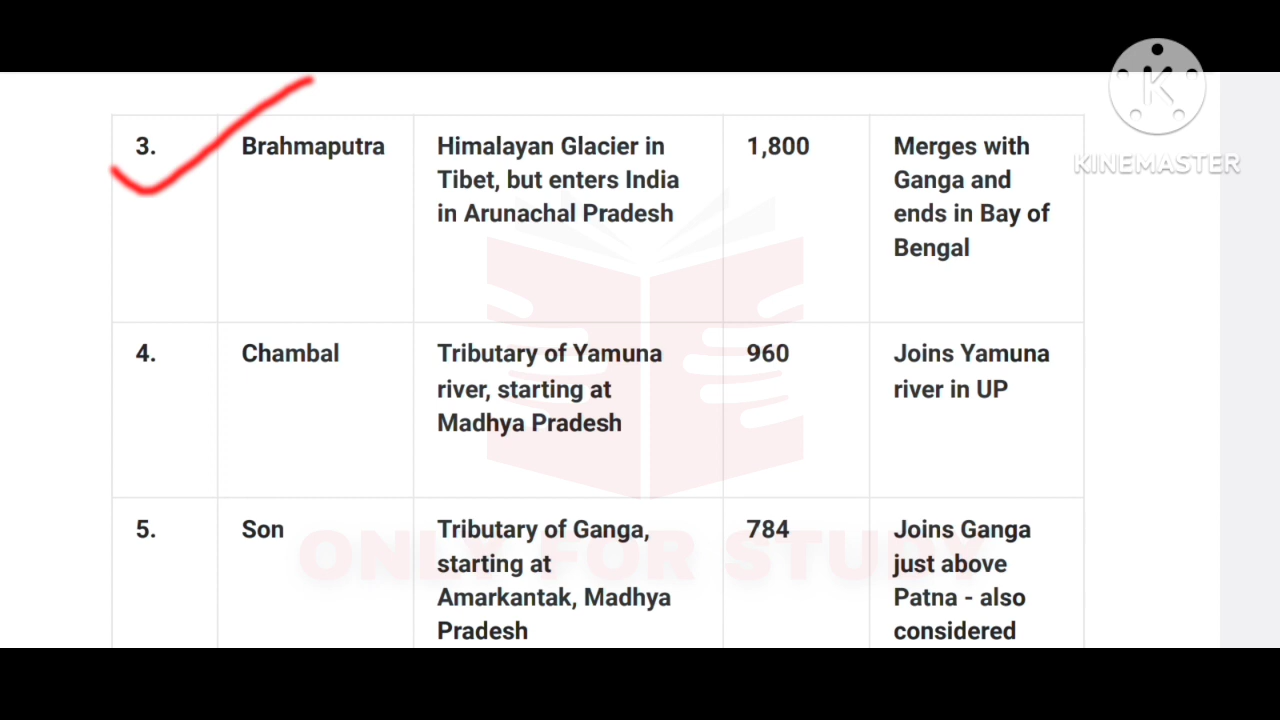 KINEMASTER
3.
Brahmaputra
Himalayan Glacier in
Tibet, but enters India
in Arunachal Pradesh
1,800
Merges with
Ganga and
ends in Bay of
Bengal
4.
Chambal
Tributary of Yamuna
river, starting at
Madhya Pradesh
960
Joins Yamuna
river in UP
5.
Son
Tributary of Ganga,
starting at
Amarkantak, Madhya
Pradesh
784
Joins Ganga
just above
Patna - also
considered
ONLY FOR STUDY